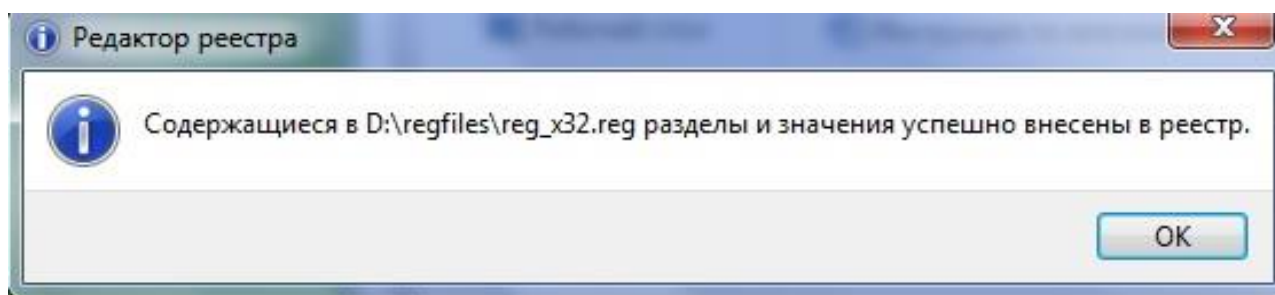 Редактор реестра
Содержащиеся в D:\regfiles\reg_x32.reg разделы и значения успешно внесены в реестр.
OK